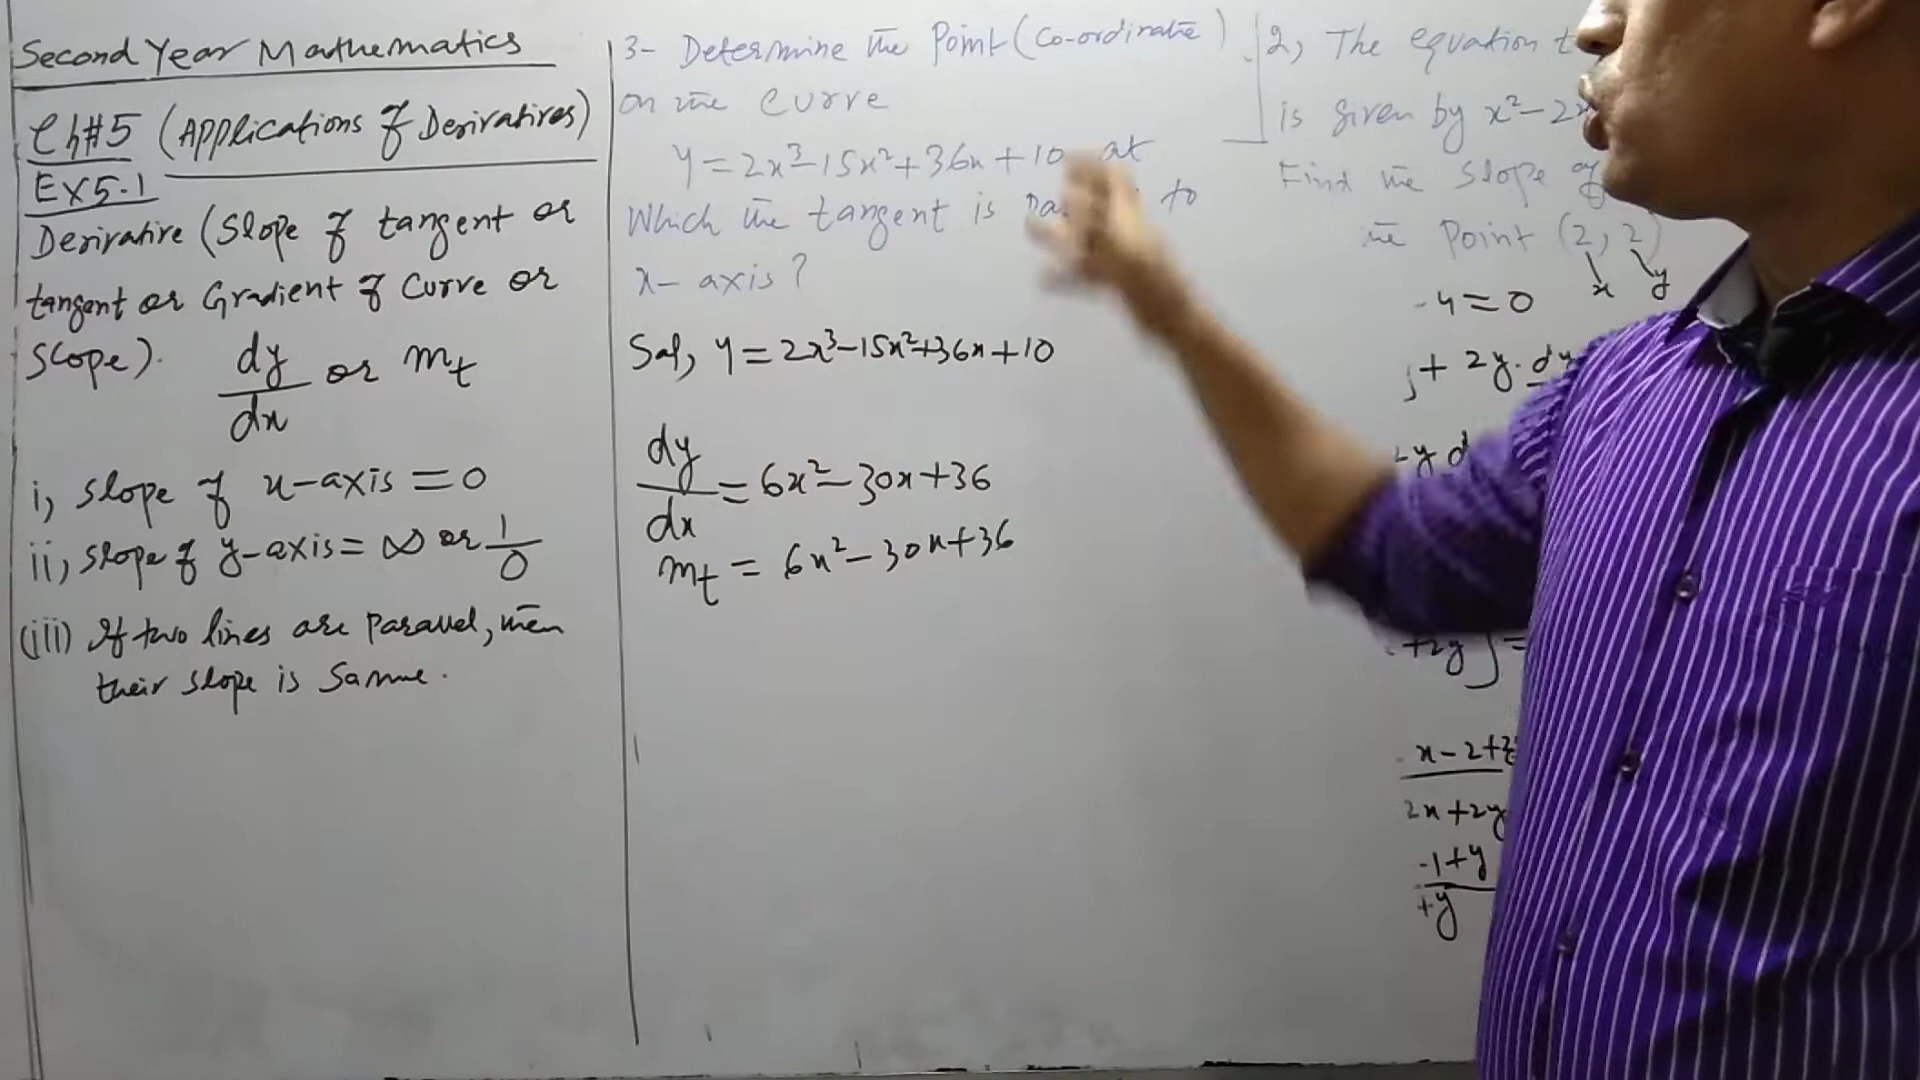 Second Year Mathematics
Ch#5 (Applications of Derivatives)
EX5.1
Derivative (Slope of tangent or
tangent or Gradient of Curve or
Slope). dy/dx or m_t
i, slope of x-axis = 0
ii, slope of y-axis = ∞ or 1/0
(iii) If two lines are Parallel, then
their slope is Same.
3- Determine the Point (Co-ordinate)
on the Curve
y = 2x³-15x²+36x+10 at
Which the tangent is to
x-axis?
Sol, y = 2x³-15x²+36x+10
dy/dx = 6x²-30x+36
m_t = 6x²-30x+36
2, The equation
is given by x²-2
Find the Slope of
the Point (2, 2)
x y
-4=0
+ 2y.
+2y
x-2+
2x+2y
-1+y
+y